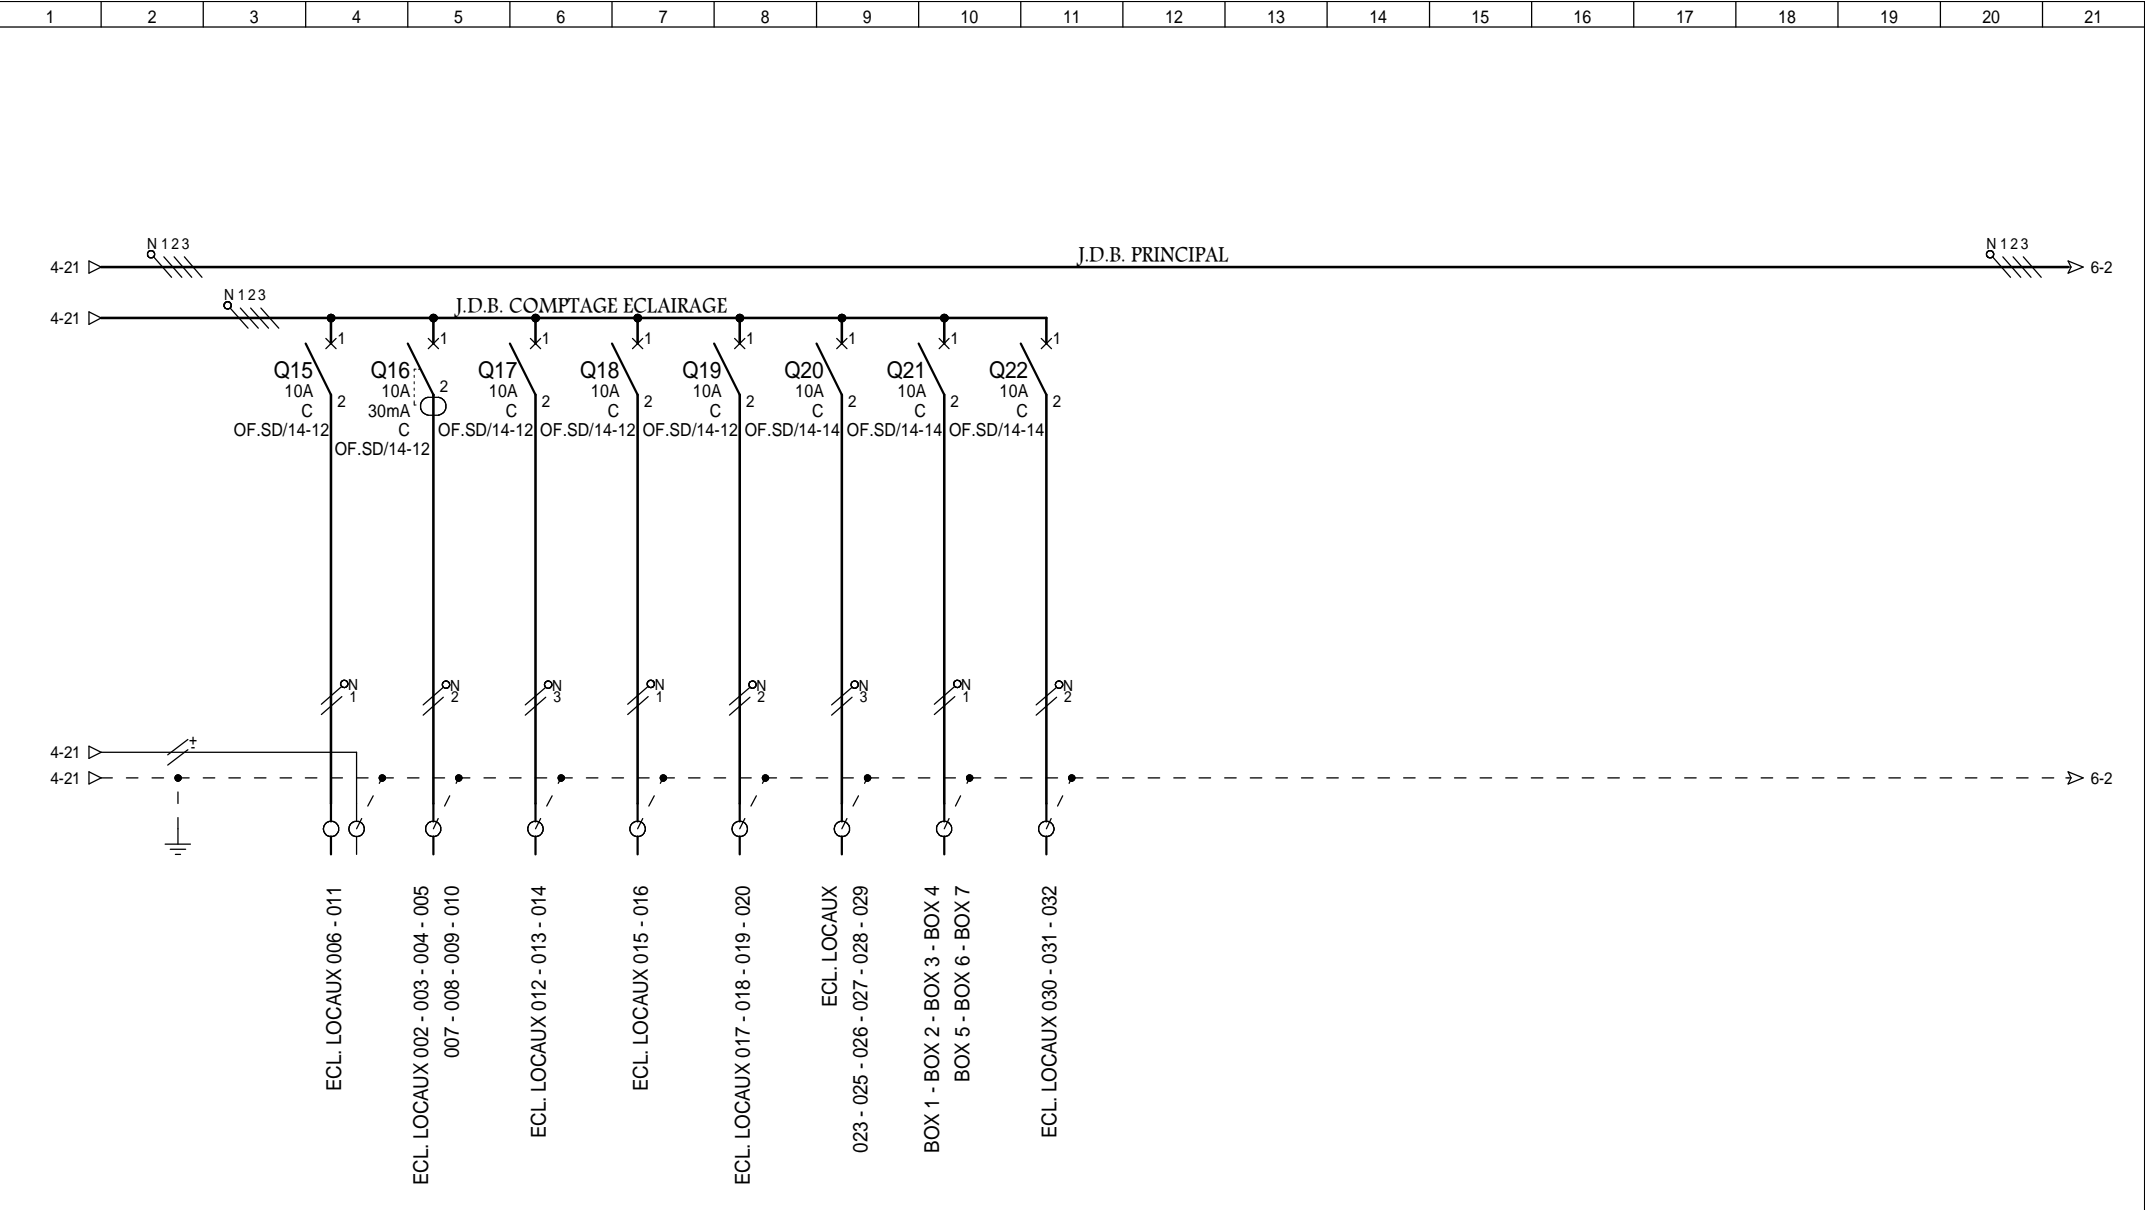 1 2 3 4 5 6 7 8 9 10 11 12 13 14 15 16 17 18 19 20 21
N 1 2 3
N 1 2 3
4-21
J.D.B. PRINCIPAL
6-2
N 1 2 3
4-21
J.D.B. COMPTAGE ECLAIRAGE
1 1 1 1 1 1 1 1
Q15
10A
C
OF.SD/14-12
2
Q16
10A
30mA
C
OF.SD/14-12
2
Q17
10A
C
OF.SD/14-12
2
Q18
10A
C
OF.SD/14-12
2
Q19
10A
C
OF.SD/14-12
2
Q20
10A
C
OF.SD/14-14
2
Q21
10A
C
OF.SD/14-14
2
Q22
10A
C
OF.SD/14-14
2
N N N N N N N N
1 2 3 1 2 3 1 2
4-21
+
-
4-21
6-2
ECL. LOCAUX 006 - 011
ECL. LOCAUX 002 - 003 - 004 - 005
007 - 008 - 009 - 010
ECL. LOCAUX 012 - 013 - 014
ECL. LOCAUX 015 - 016
ECL. LOCAUX 017 - 018 - 019 - 020
ECL. LOCAUX
023 - 025 - 026 - 027 - 028 - 029
BOX 1 - BOX 2 - BOX 3 - BOX 4
BOX 5 - BOX 6 - BOX 7
ECL. LOCAUX 030 - 031 - 032